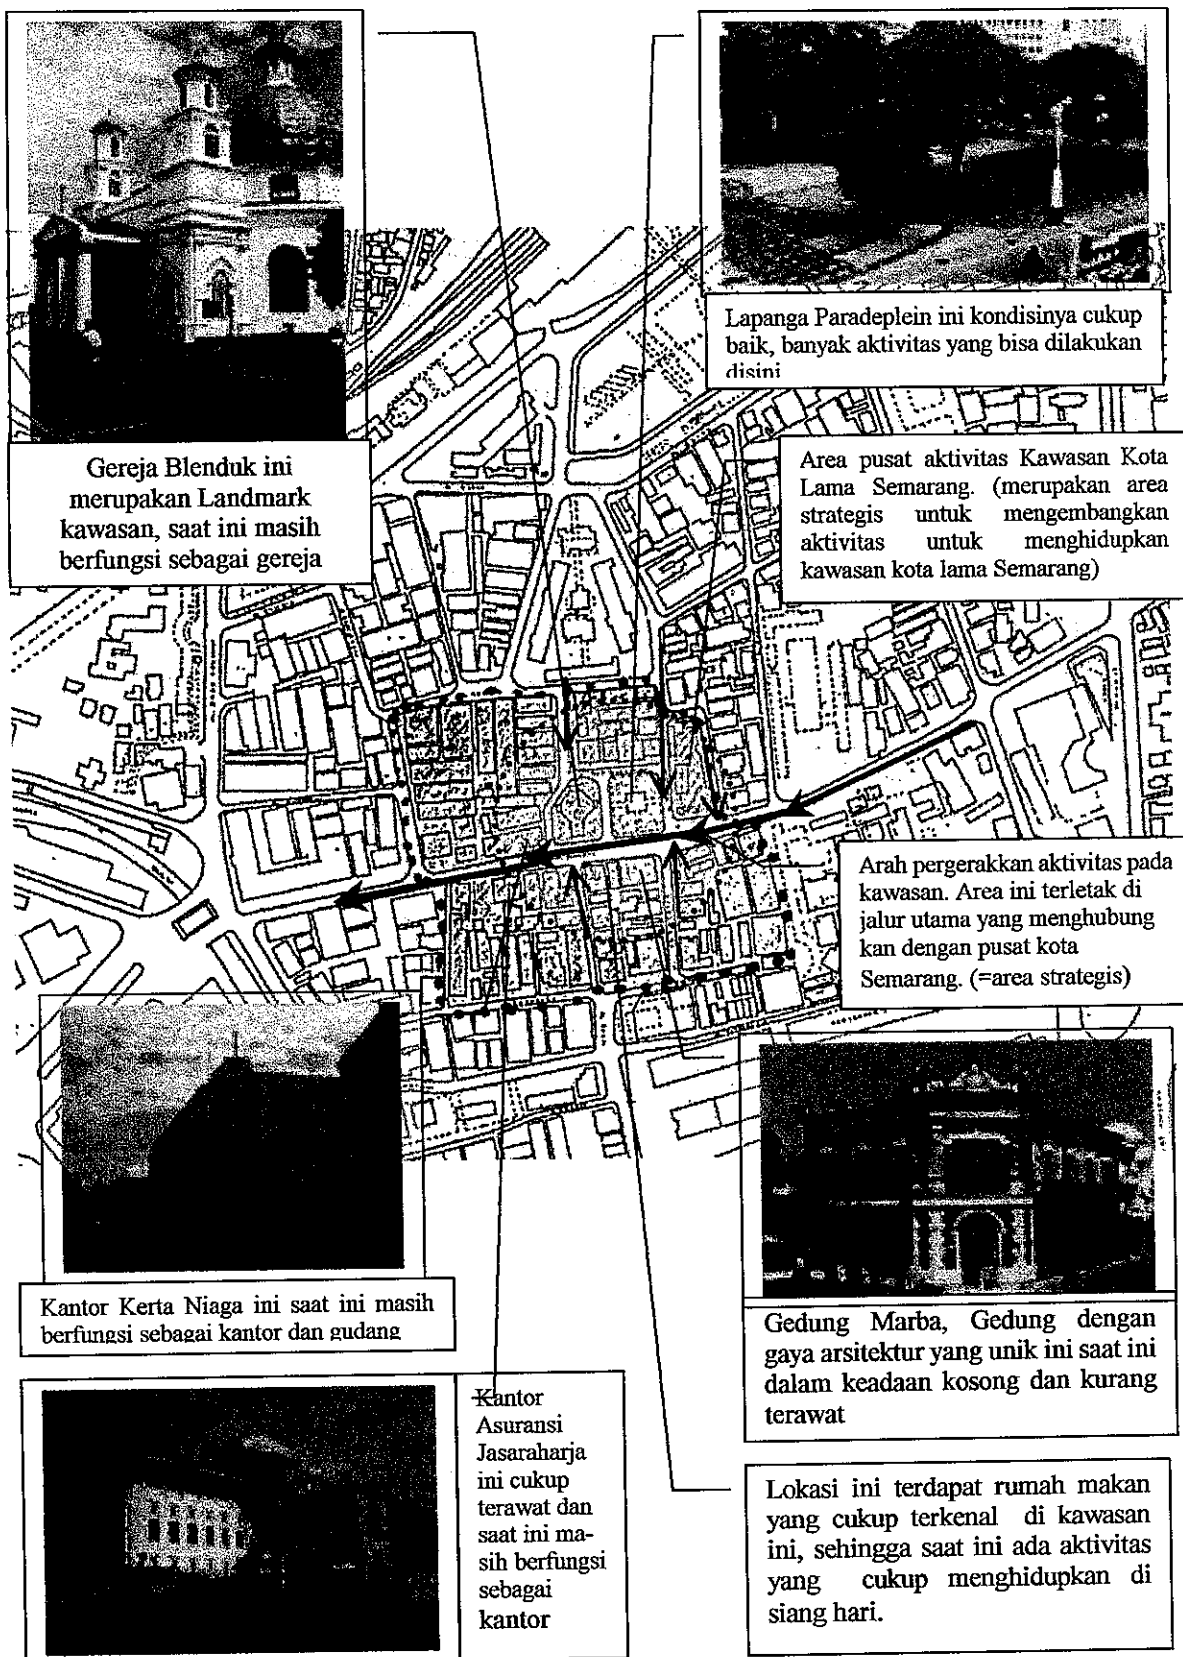 Lapanga Paradeplein ini kondisinya cukup
baik, banyak aktivitas yang bisa dilakukan
disini
Gereja Blenduk ini
merupakan Landmark
kawasan, saat ini masih
berfungsi sebagai gereja
Area pusat aktivitas Kawasan Kota
Lama Semarang. (merupakan area
strategis untuk mengembangkan
aktivitas untuk menghidupkan
kawasan kota lama Semarang)
Arah pergerakkan aktivitas pada
kawasan. Area ini terletak di
jalur utama yang menghubung
kan dengan pusat kota
Semarang. (=area strategis)
Kantor Kerta Niaga ini saat ini masih
berfungsi sebagai kantor dan gudang
Gedung Marba, Gedung dengan
gaya arsitektur yang unik ini saat ini
dalam keadaan kosong dan kurang
terawat
Kantor
Asuransi
Jasaraharja
ini cukup
terawat dan
saat ini ma-
sih berfungsi
sebagai
kantor
Lokasi ini terdapat rumah makan
yang cukup terkenal di kawasan
ini, sehingga saat ini ada aktivitas
yang cukup menghidupkan di
siang hari.